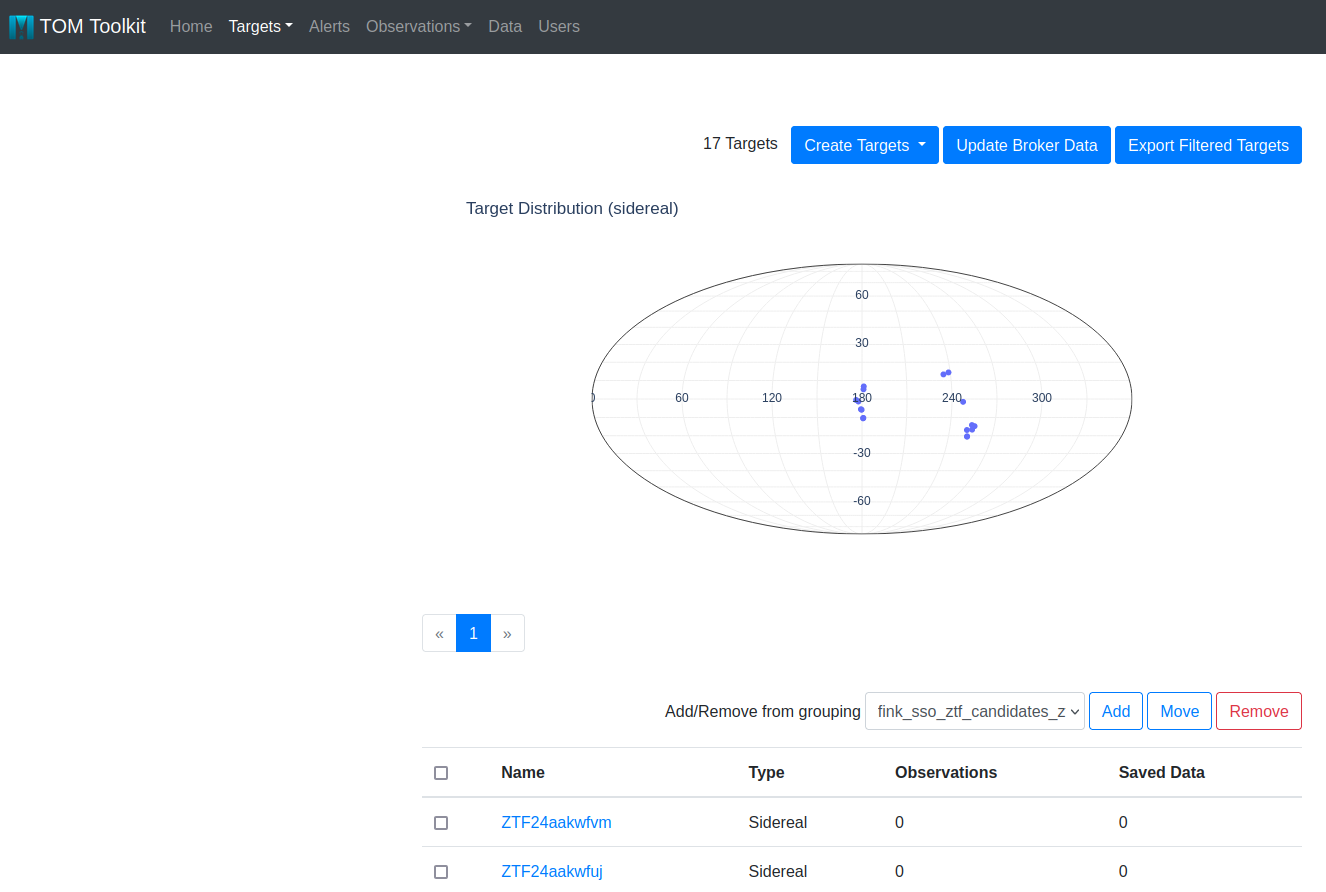 TOM Toolkit Home Targets Alerts Observations Data Users
17 Targets Create Targets Update Broker Data Export Filtered Targets
Target Distribution (sidereal)
60
30
0 60 120 180 240 300
-30
-60
« 1 »
Add/Remove from grouping fink_sso_ztf_candidates_z Add Move Remove
Name Type Observations Saved Data
ZTF24aakwfvm Sidereal 0 0
ZTF24aakwfuj Sidereal 0 0